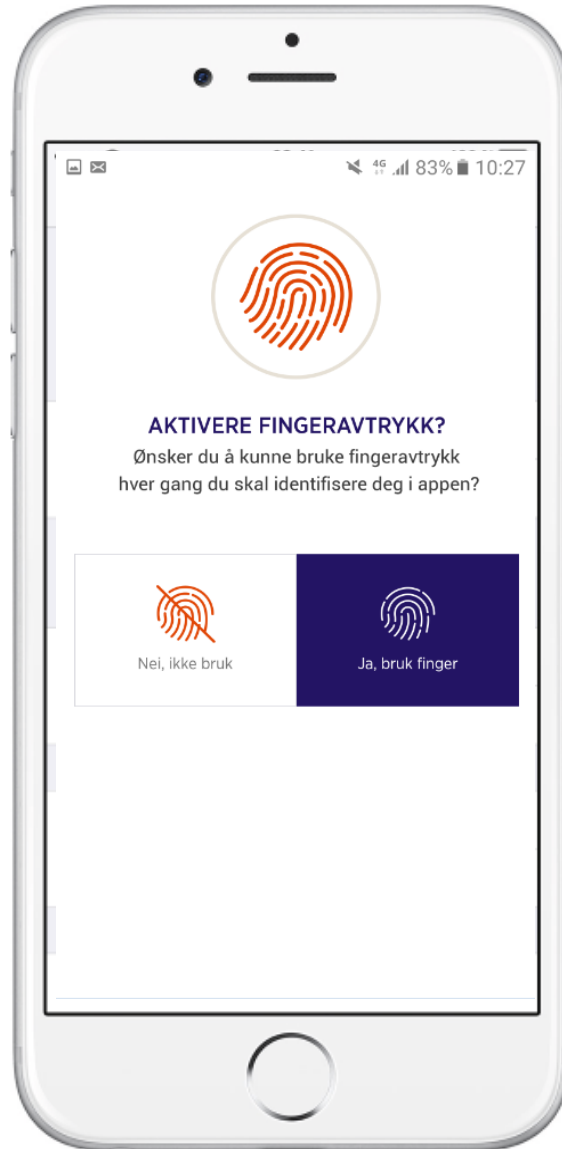 4G 83% 10:27
AKTIVERE FINGERAVTRYKK?
Ønsker du å kunne bruke fingeravtrykk
hver gang du skal identifisere deg i appen?
Nei, ikke bruk
Ja, bruk finger